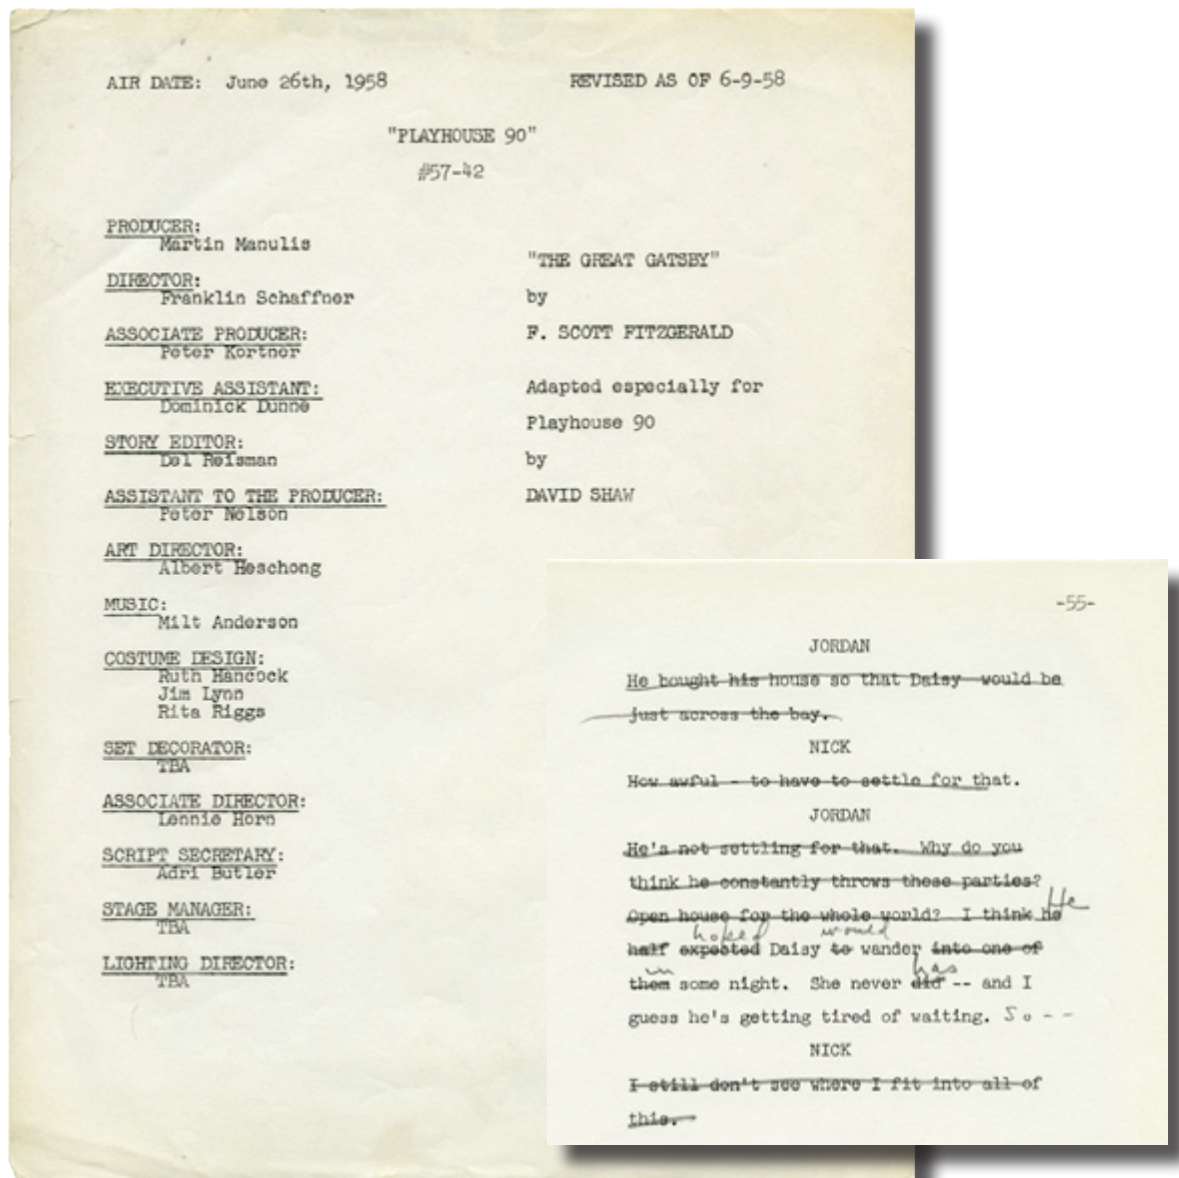 AIR DATE: June 26th, 1958
REVISED AS OF 6-9-58
"PLAYHOUSE 90"
#57-42
PRODUCER:
Martin Manulis
DIRECTOR:
Franklin Schaffner
ASSOCIATE PRODUCER:
Peter Kortner
EXECUTIVE ASSISTANT:
Dominick Dunne
STORY EDITOR:
Del Reisman
ASSISTANT TO THE PRODUCER:
Peter Nelson
ART DIRECTOR:
Albert Heschong
MUSIC:
Milt Anderson
COSTUME DESIGN:
Ruth Hancock
Jim Lynn
Rita Riggs
SET DECORATOR:
TBA
ASSOCIATE DIRECTOR:
Lennie Horn
SCRIPT SECRETARY:
Adri Butler
STAGE MANAGER:
TBA
LIGHTING DIRECTOR:
TBA
"THE GREAT GATSBY"
by
F. SCOTT FITZGERALD
Adapted especially for
Playhouse 90
by
DAVID SHAW
-55-
JORDAN
He bought his house so that Daisy would be
just across the bay.
NICK
How awful - to have to settle for that.
JORDAN
He's not settling for that. Why do you
think he constantly throws these parties?
Open house for the whole world? I think he
He
hoped would
half expected Daisy to wander into one of
in has
them some night. She never did -- and I
guess he's getting tired of waiting. So --
NICK
I still don't see where I fit into all of
this.